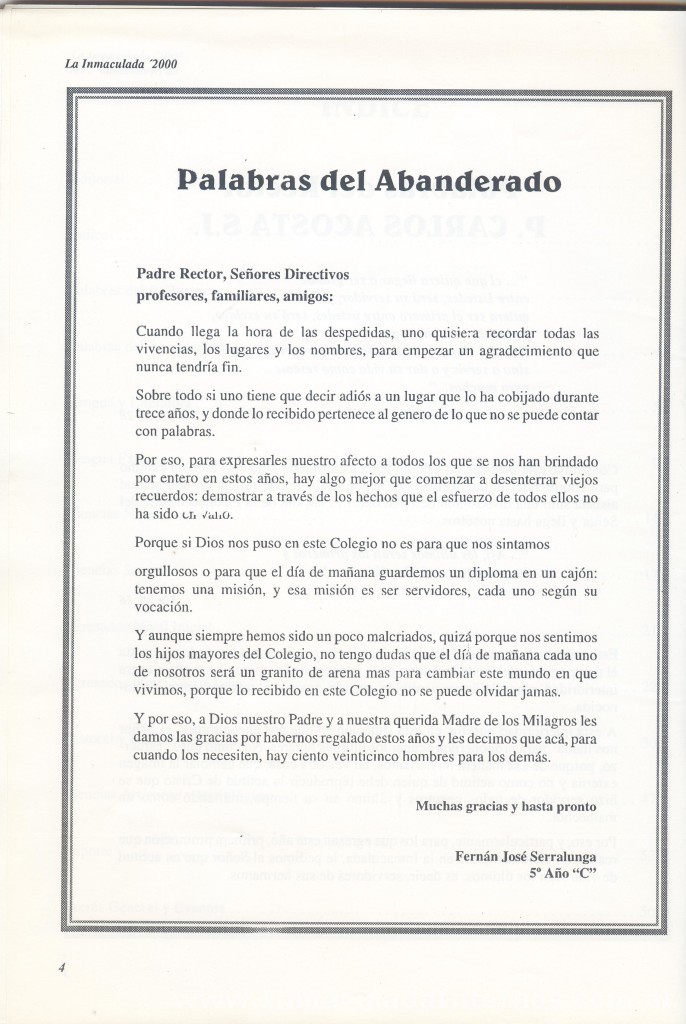 La Inmaculada ´2000
Palabras del Abanderado
Padre Rector, Señores Directivos
profesores, familiares, amigos:
Cuando llega la hora de las despedidas, uno quisiera recordar todas las
vivencias, los lugares y los nombres, para empezar un agradecimiento que
nunca tendría fin.
Sobre todo si uno tiene que decir adiós a un lugar que lo ha cobijado durante
trece años, y donde lo recibido pertenece al genero de lo que no se puede contar
con palabras.
Por eso, para expresarles nuestro afecto a todos los que se nos han brindado
por entero en estos años, hay algo mejor que comenzar a desenterrar viejos
recuerdos: demostrar a través de los hechos que el esfuerzo de todos ellos no
ha sido en vano.
Porque si Dios nos puso en este Colegio no es para que nos sintamos
orgullosos o para que el día de mañana guardemos un diploma en un cajón:
tenemos una misión, y esa misión es ser servidores, cada uno según su
vocación.
Y aunque siempre hemos sido un poco malcriados, quizá porque nos sentimos
los hijos mayores del Colegio, no tengo dudas que el día de mañana cada uno
de nosotros será un granito de arena mas para cambiar este mundo en que
vivimos, porque lo recibido en este Colegio no se puede olvidar jamas.
Y por eso, a Dios nuestro Padre y a nuestra querida Madre de los Milagros les
damos las gracias por habernos regalado estos años y les decimos que acá, para
cuando los necesiten, hay ciento veinticinco hombres para los demás.
Muchas gracias y hasta pronto
Fernán José Serralunga
5º Año “C”
4